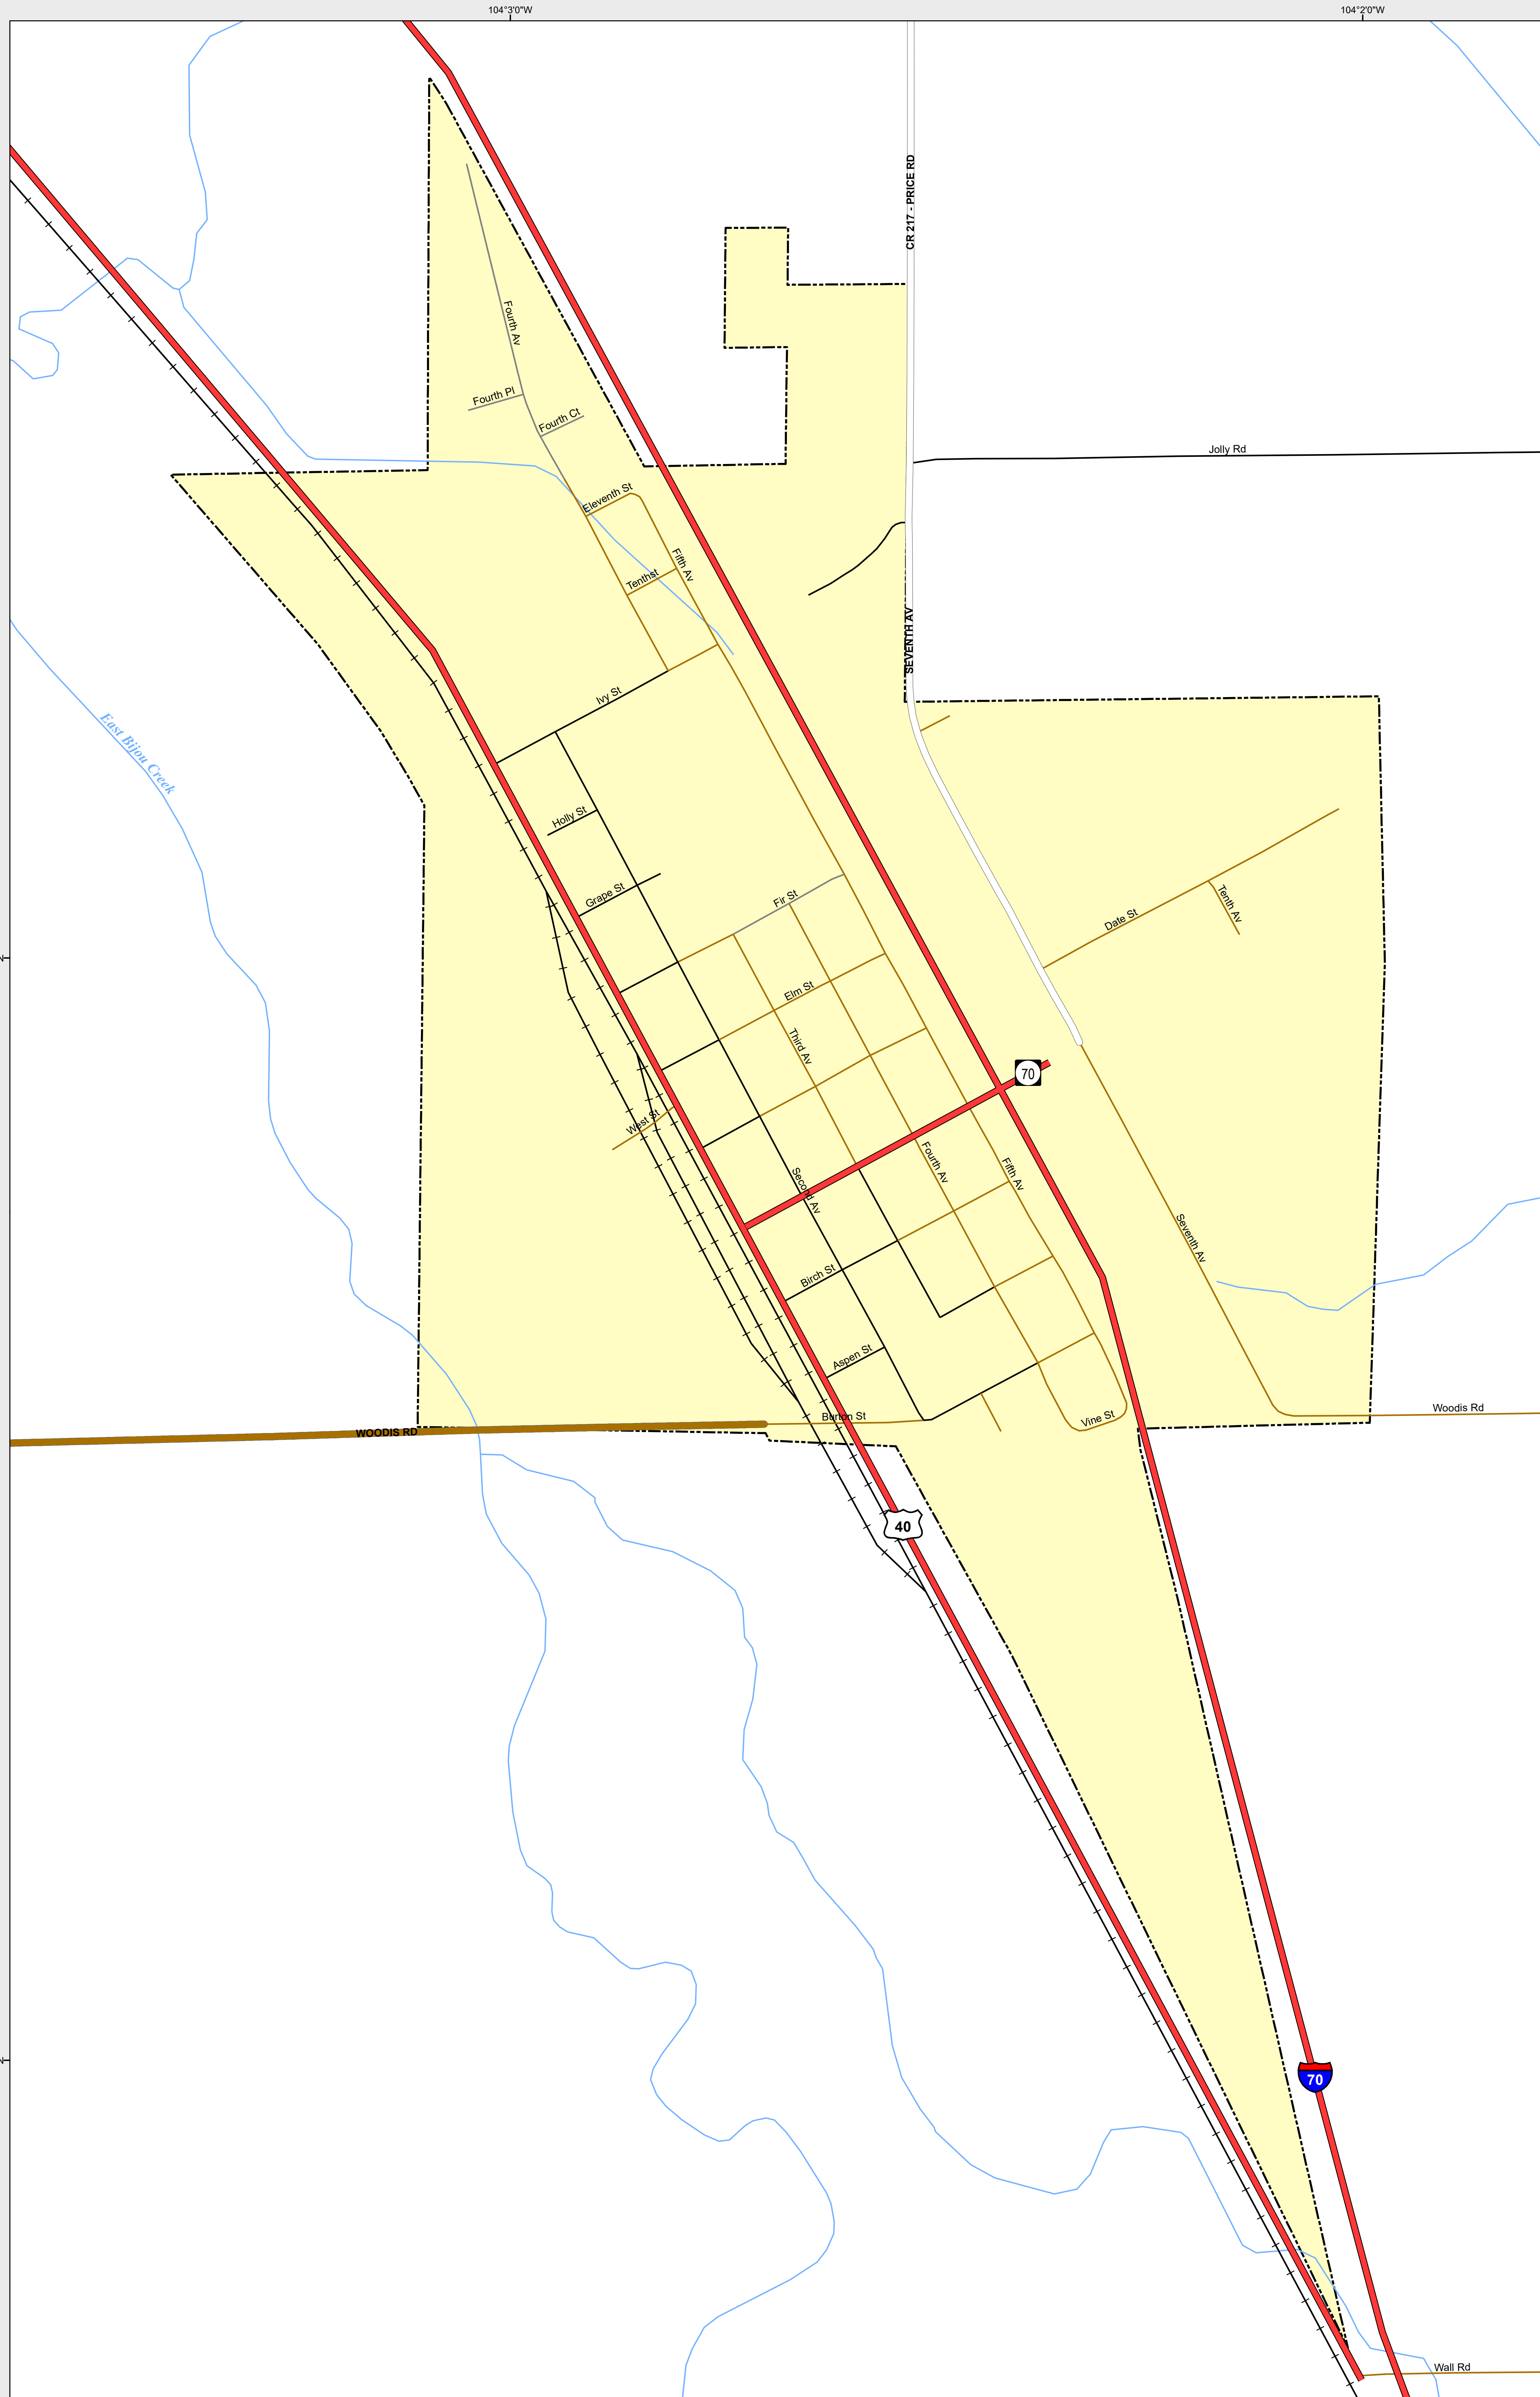 104°3'0"W
104°2'0"W
CR 217 - PRICE RD
Fourth Av
Fourth Pl
Fourth Ct
Jolly Rd
Eleventh St
Fifth Av
Tenthst
SEVENTH AV
Ivy St
East Bijou Creek
Holly St
Grape St
Fir St
Tenth Av
Date St
Elm St
Third Av
70
West St
Fourth Av
Second Av
Fifth Av
Seventh Av
Birch St
Aspen St
Burton St
Vine St
Woodis Rd
WOODIS RD
40
70
Wall Rd